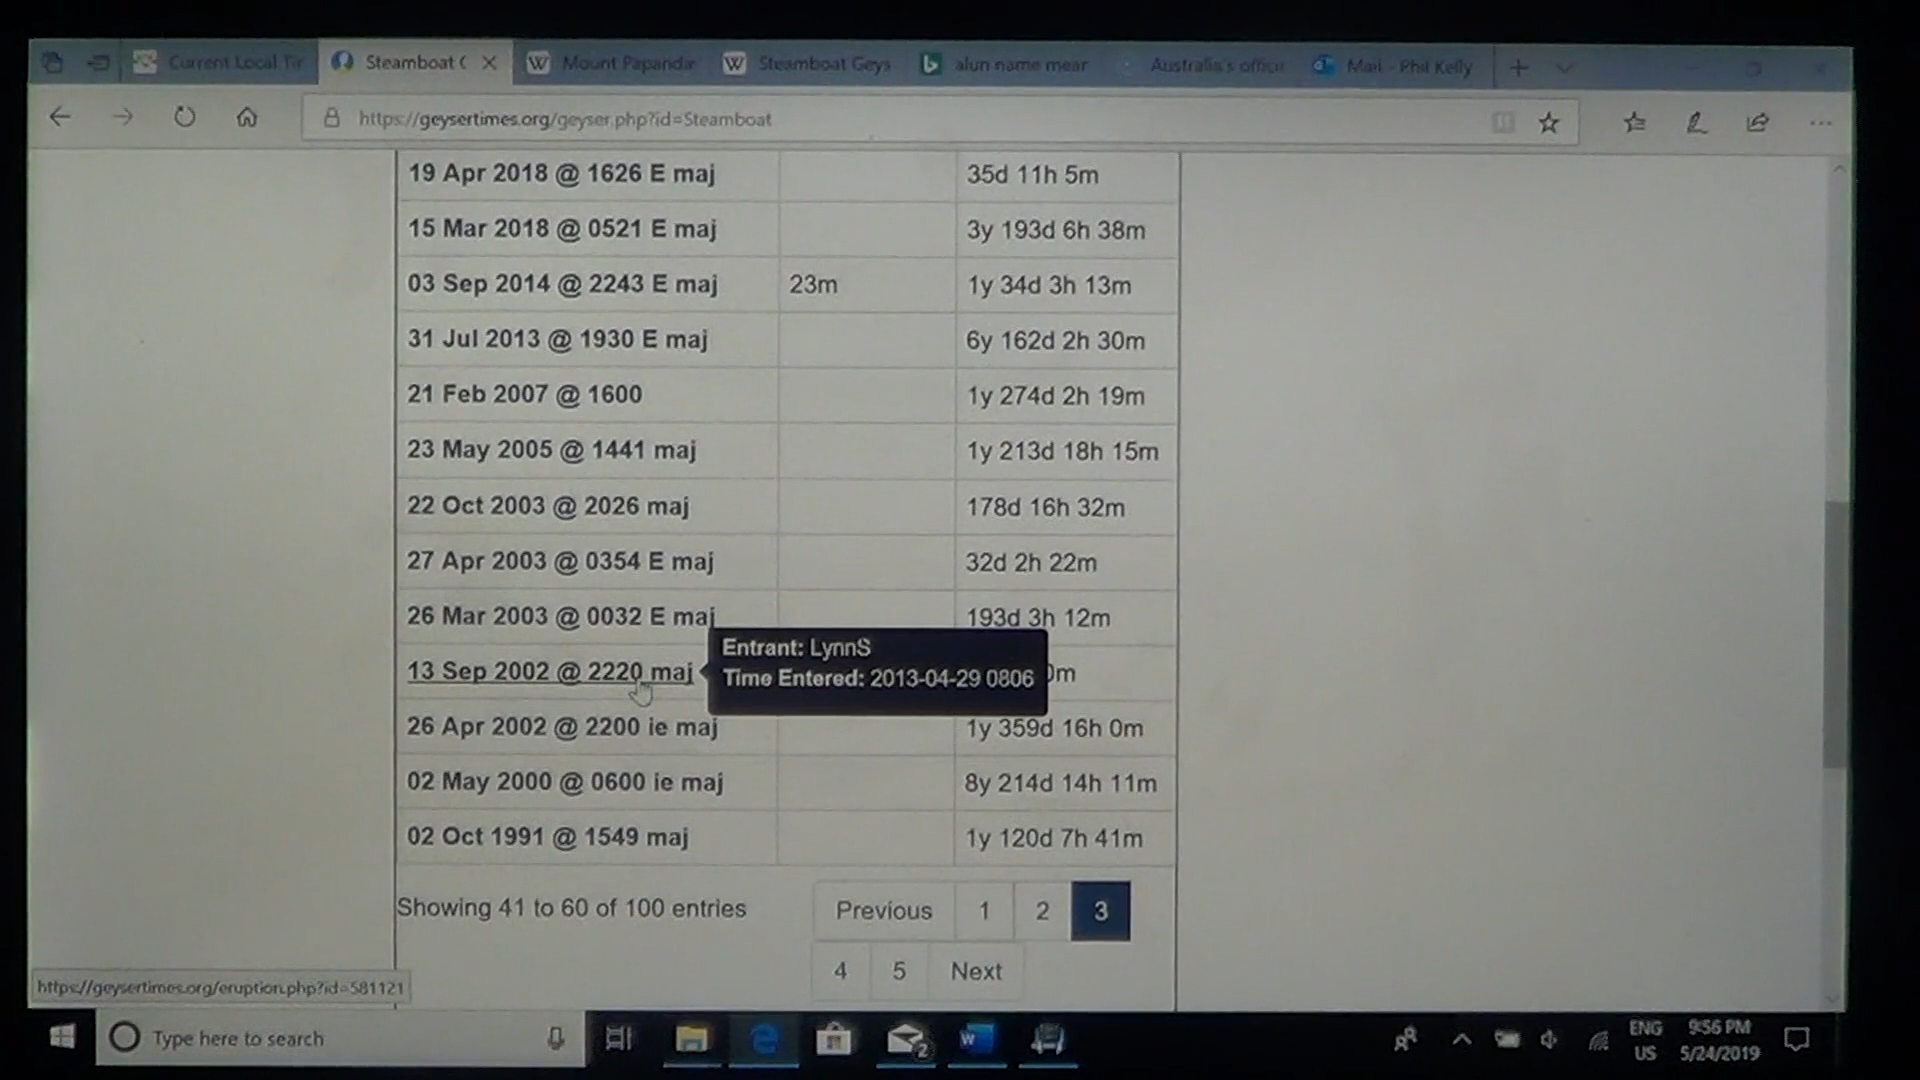 Current Local Tir
Steamboat G
Mount Papandar
Steamboat Geys
alun name mear
Australia's office
Mail - Phil Kelly
https://geysertimes.org/geyser.php?id=Steamboat
19 Apr 2018 @ 1626 E maj 35d 11h 5m
15 Mar 2018 @ 0521 E maj 3y 193d 6h 38m
03 Sep 2014 @ 2243 E maj 23m 1y 34d 3h 13m
31 Jul 2013 @ 1930 E maj 6y 162d 2h 30m
21 Feb 2007 @ 1600 1y 274d 2h 19m
23 May 2005 @ 1441 maj 1y 213d 18h 15m
22 Oct 2003 @ 2026 maj 178d 16h 32m
27 Apr 2003 @ 0354 E maj 32d 2h 22m
26 Mar 2003 @ 0032 E maj 193d 3h 12m
13 Sep 2002 @ 2220 maj 0m
Entrant: LynnS
Time Entered: 2013-04-29 0806
26 Apr 2002 @ 2200 ie maj 1y 359d 16h 0m
02 May 2000 @ 0600 ie maj 8y 214d 14h 11m
02 Oct 1991 @ 1549 maj 1y 120d 7h 41m
Showing 41 to 60 of 100 entries
Previous 1 2 3
4 5 Next
https://geysertimes.org/eruption.php?id=581121
Type here to search
2
W
ENG
US
9:56 PM
5/24/2019